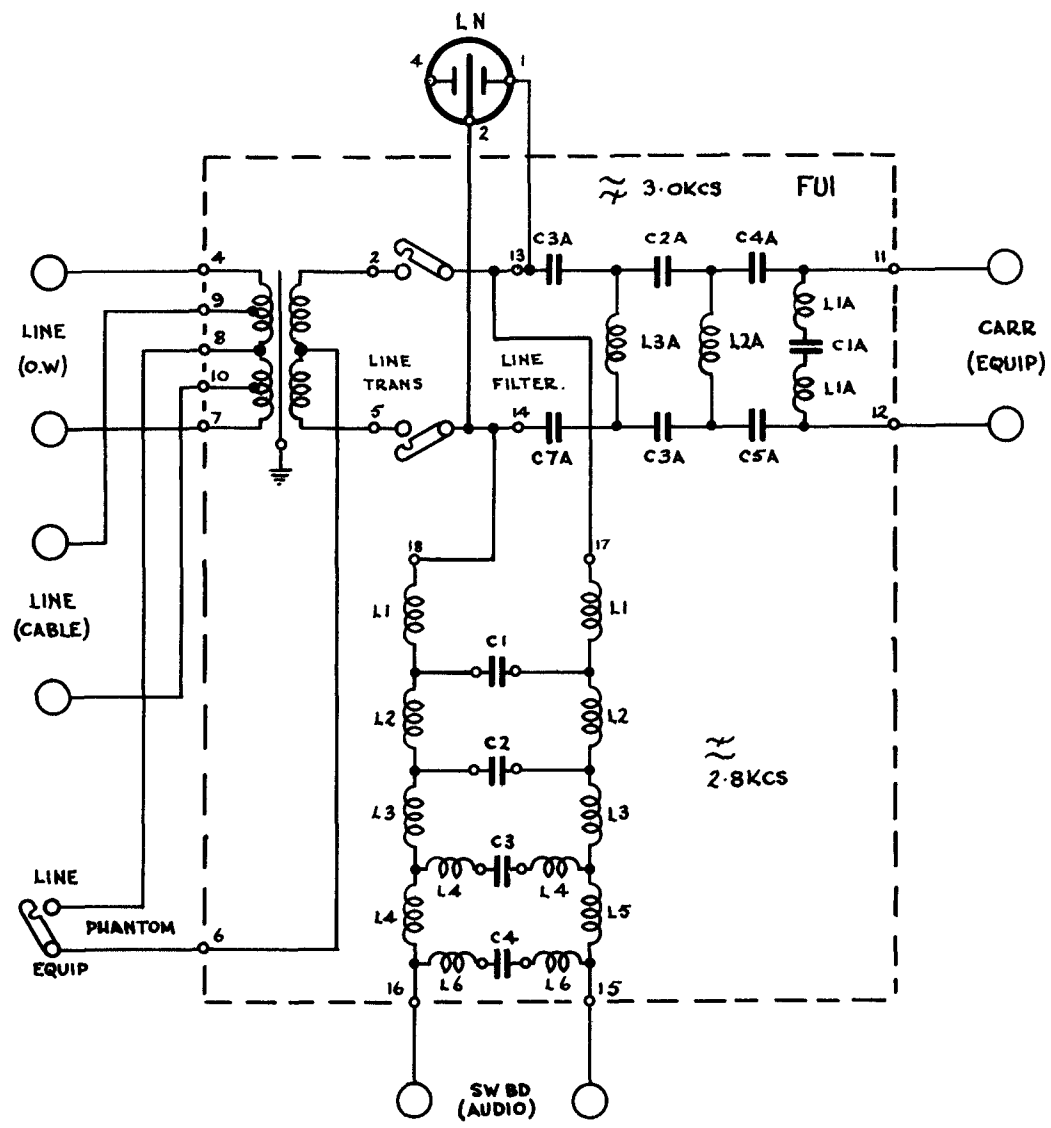 LN
4
1
2
3.0KCS
FU1
4
2
13
C3A
C2A
C4A
11
9
8
10
7
LINE
(O.W)
LINE
TRANS
LINE
FILTER.
L3A
L2A
L1A
C1A
L1A
CARR
(EQUIP)
5
14
C7A
C3A
C5A
12
18
17
LINE
(CABLE)
L1
L1
C1
L2
L2
C2
2.8KCS
L3
L3
C3
L4
L4
L4
L5
LINE
PHANTOM
EQUIP
6
C4
L6
L6
16
15
SW BD
(AUDIO)